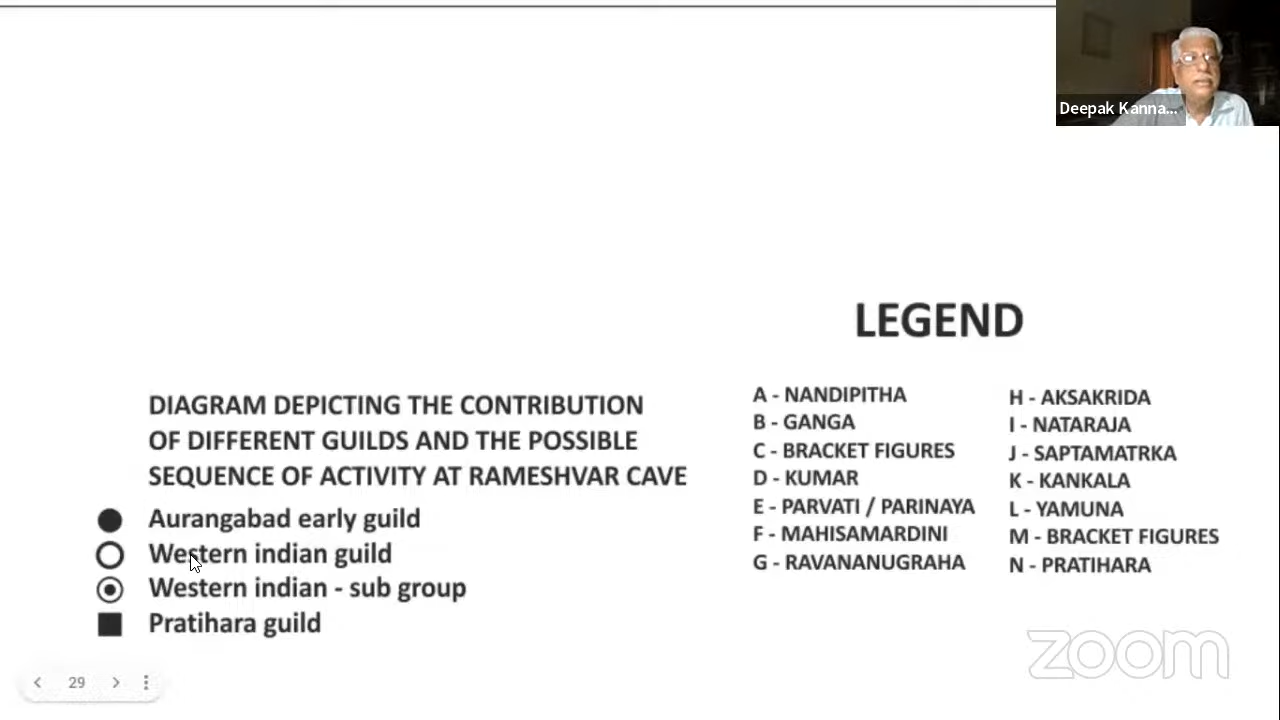 Deepak Kanna...
LEGEND
DIAGRAM DEPICTING THE CONTRIBUTION
OF DIFFERENT GUILDS AND THE POSSIBLE
SEQUENCE OF ACTIVITY AT RAMESHVAR CAVE
Aurangabad early guild
Western indian guild
Western indian - sub group
Pratihara guild
A - NANDIPITHA
B - GANGA
C - BRACKET FIGURES
D - KUMAR
E - PARVATI / PARINAYA
F - MAHISAMARDINI
G - RAVANANUGRAHA
H - AKSAKRIDA
I - NATARAJA
J - SAPTAMATRKA
K - KANKALA
L - YAMUNA
M - BRACKET FIGURES
N - PRATIHARA
29
zoom